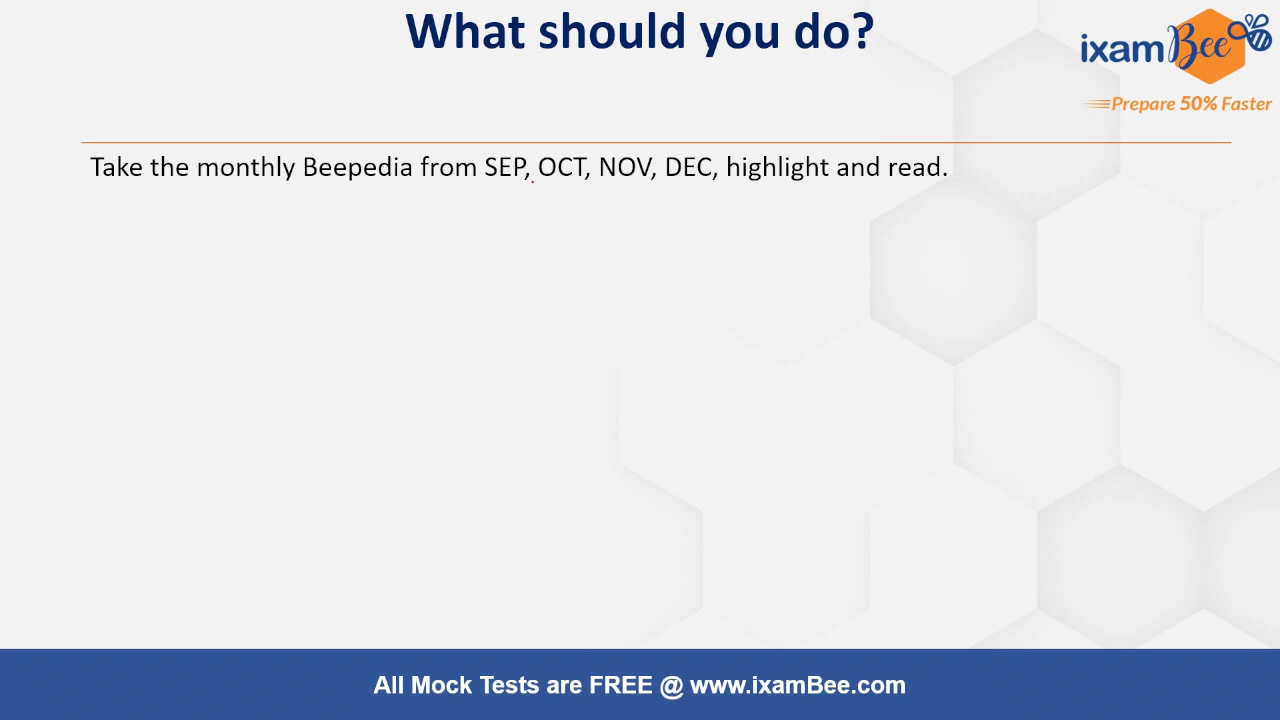 What should you do?
ixamBee
Prepare 50% Faster
Take the monthly Beepedia from SEP, OCT, NOV, DEC, highlight and read.
All Mock Tests are FREE @ www.ixamBee.com